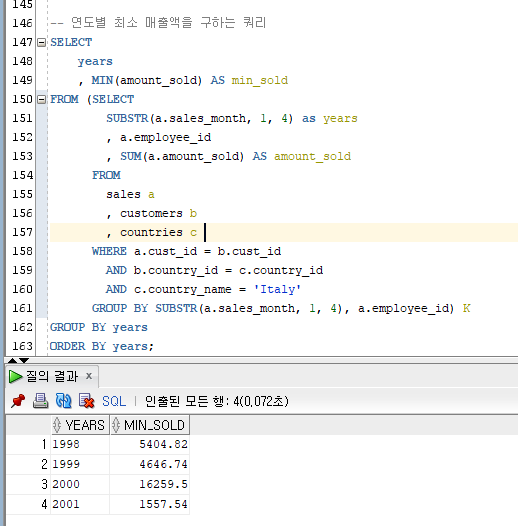 145
146 -- 연도별 최소 매출액을 구하는 쿼리
147 SELECT
148 years
149 , MIN(amount_sold) AS min_sold
150 FROM (SELECT
151 SUBSTR(a.sales_month, 1, 4) as years
152 , a.employee_id
153 , SUM(a.amount_sold) AS amount_sold
154 FROM
155 sales a
156 , customers b
157 , countries c
158 WHERE a.cust_id = b.cust_id
159 AND b.country_id = c.country_id
160 AND c.country_name = 'Italy'
161 GROUP BY SUBSTR(a.sales_month, 1, 4), a.employee_id) K
162 GROUP BY years
163 ORDER BY years;
질의 결과 x
SQL | 인출된 모든 행: 4(0,072초)
YEARS MIN_SOLD
1 1998 5404.82
2 1999 4646.74
3 2000 16259.5
4 2001 1557.54